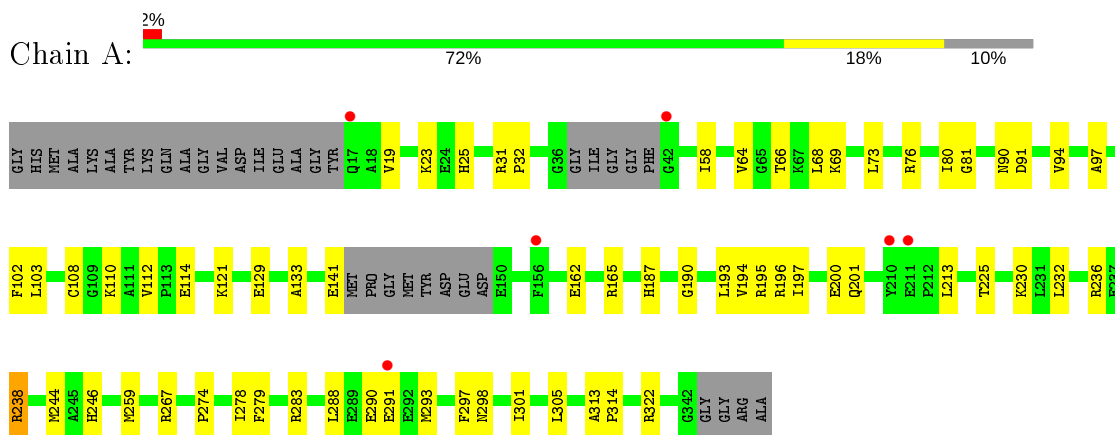 2%
Chain A:
72% 18% 10%
GLY HIS MET ALA LYS ALA TYR LYS GLN ALA GLY VAL ASP ILE GLU ALA GLY TYR Q17 A18 V19 K23 E24 H25 R31 P32 G36 GLY ILE GLY GLY PHE G42 I58 V64 G65 T66 K67 L68 K69 L73 R76 I80 G81 N90 D91 V94 A97
F102 L103 C108 G109 K110 A111 V112 P113 E114 K121 E129 A133 E141 MET PRO GLY MET TYR ASP GLU ASP E150 F156 E162 R165 H187 G190 L193 V194 R195 R196 I197 E200 Q201 Y210 E211 P212 L213 T225 K230 L231 L232 R236 E237
R238 M244 A245 H246 M259 R267 P274 I278 F279 R283 L288 E289 E290 E291 E292 M293 F297 N298 I301 L305 A313 P314 R322 G342 GLY GLY ARG ALA